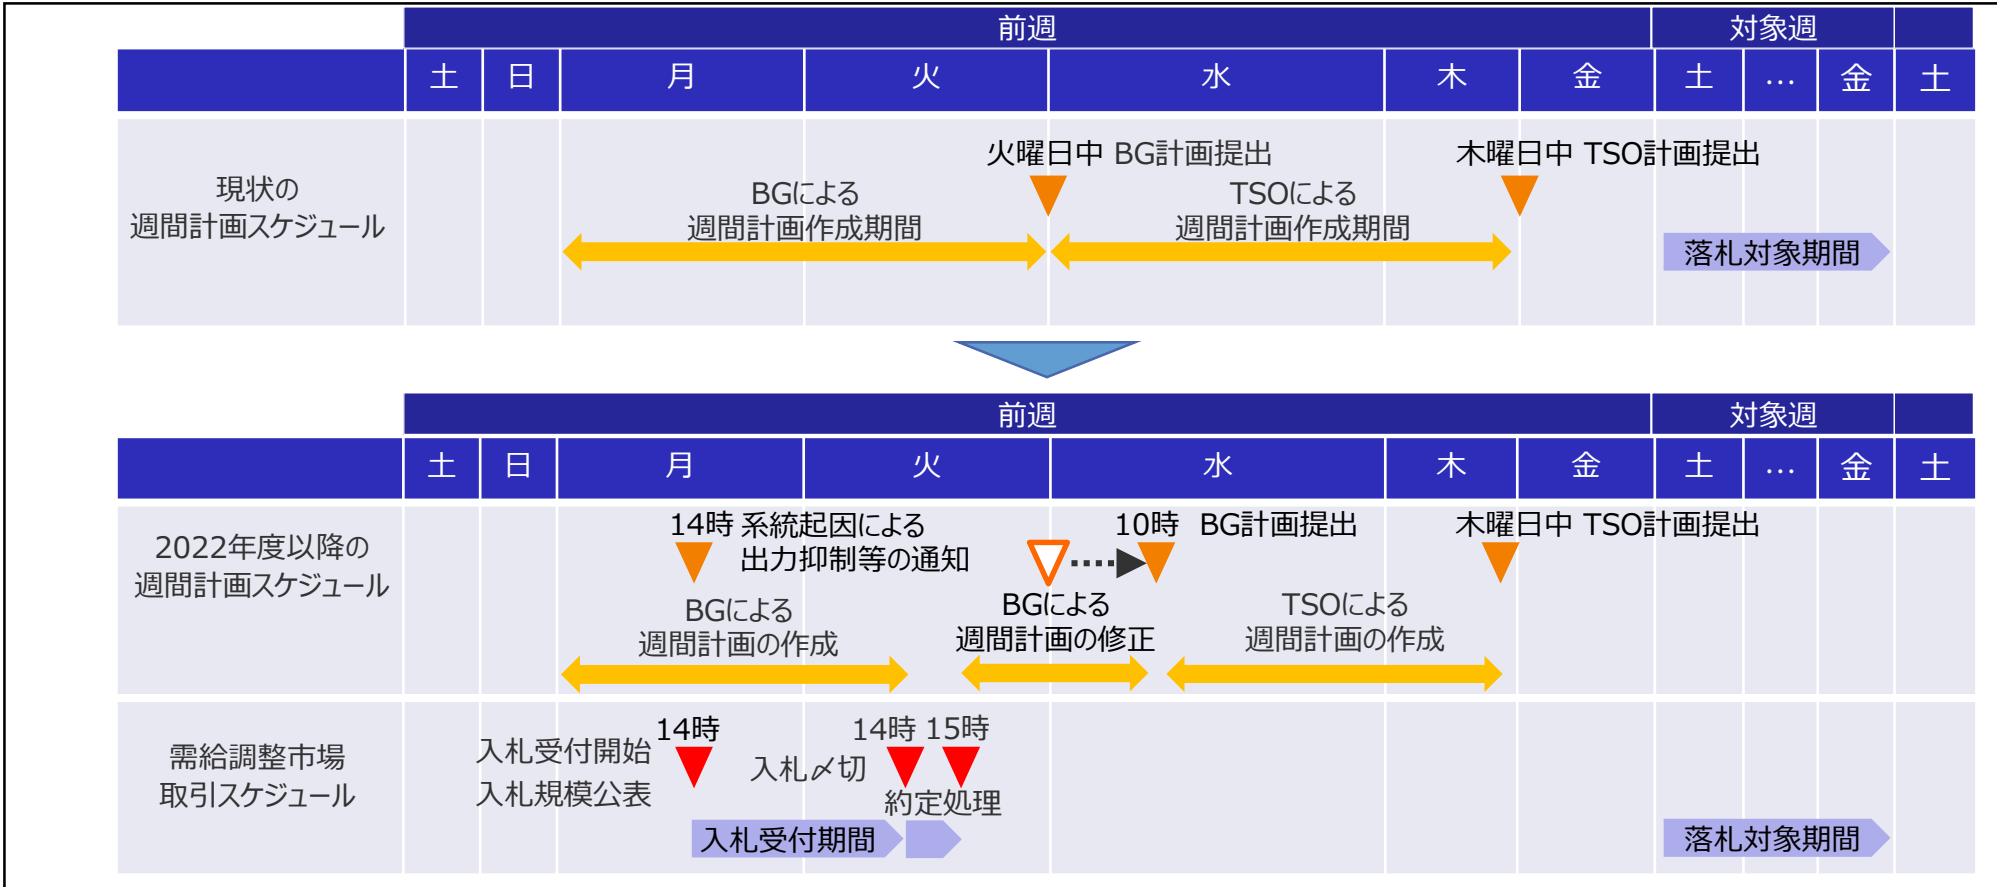 前週 対象週
土 日 月 火 水 木 金 土 … 金 土
現状の
週間計画スケジュール
火曜日中 BG計画提出
木曜日中 TSO計画提出
BGによる
週間計画作成期間
TSOによる
週間計画作成期間
落札対象期間
前週 対象週
土 日 月 火 水 木 金 土 … 金 土
2022年度以降の
週間計画スケジュール
14時 系統起因による
出力抑制等の通知
10時 BG計画提出
木曜日中 TSO計画提出
BGによる
週間計画の作成
BGによる
週間計画の修正
TSOによる
週間計画の作成
需給調整市場
取引スケジュール
入札受付開始
入札規模公表
14時
入札〆切
14時 15時
約定処理
入札受付期間
落札対象期間